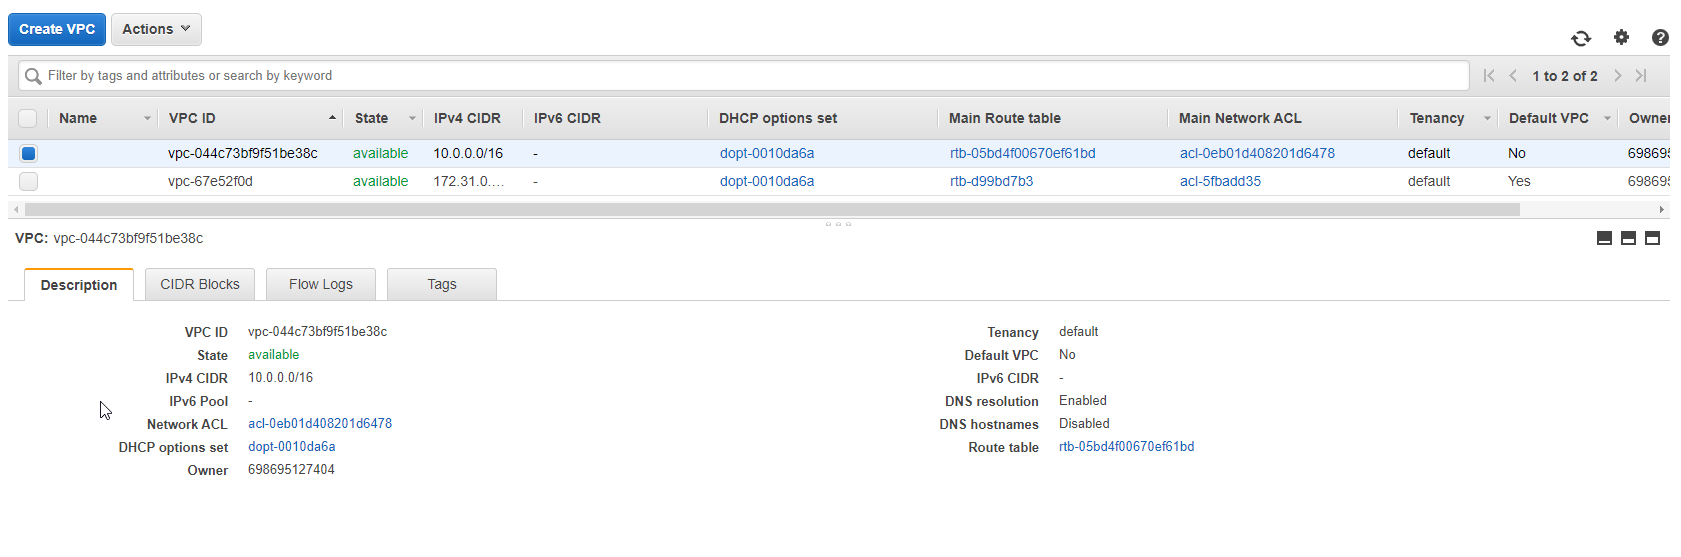 Create VPC Actions
Filter by tags and attributes or search by keyword 1 to 2 of 2
Name VPC ID State IPv4 CIDR IPv6 CIDR DHCP options set Main Route table Main Network ACL Tenancy Default VPC Owner
vpc-044c73bf9f51be38c available 10.0.0.0/16 - dopt-0010da6a rtb-05bd4f00670ef61bd acl-0eb01d408201d6478 default No 698695
vpc-67e52f0d available 172.31.0.... - dopt-0010da6a rtb-d99bd7b3 acl-5fbadd35 default Yes 698695
VPC: vpc-044c73bf9f51be38c
Description CIDR Blocks Flow Logs Tags
VPC ID vpc-044c73bf9f51be38c Tenancy default
State available Default VPC No
IPv4 CIDR 10.0.0.0/16 IPv6 CIDR -
IPv6 Pool - DNS resolution Enabled
Network ACL acl-0eb01d408201d6478 DNS hostnames Disabled
DHCP options set dopt-0010da6a Route table rtb-05bd4f00670ef61bd
Owner 698695127404